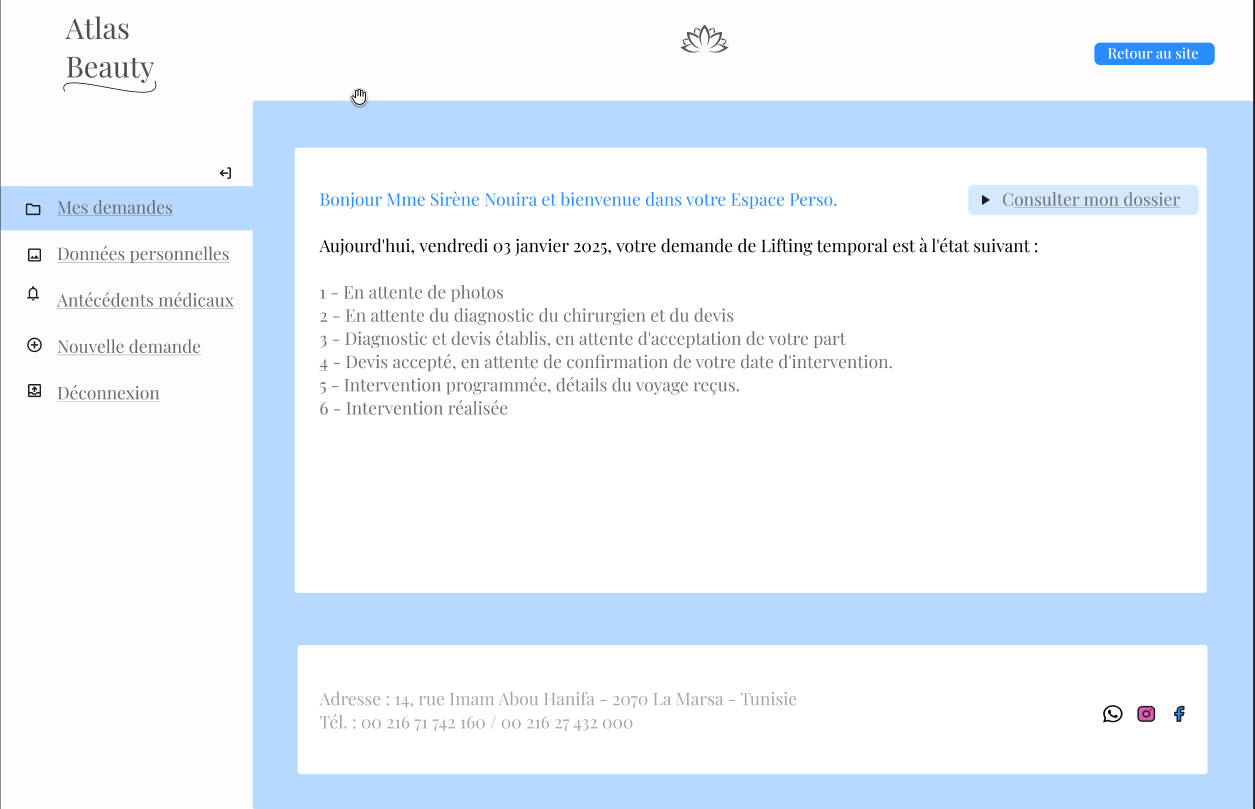 Atlas
Beauty
Retour au site
Mes demandes
Données personnelles
Antécédents médicaux
Nouvelle demande
Déconnexion
Bonjour Mme Sirène Nouira et bienvenue dans votre Espace Perso.
Consulter mon dossier
Aujourd'hui, vendredi 03 janvier 2025, votre demande de Lifting temporal est à l'état suivant :
1 - En attente de photos
2 - En attente du diagnostic du chirurgien et du devis
3 - Diagnostic et devis établis, en attente d'acceptation de votre part
4 - Devis accepté, en attente de confirmation de votre date d'intervention.
5 - Intervention programmée, détails du voyage reçus.
6 - Intervention réalisée
Adresse : 14, rue Imam Abou Hanifa - 2070 La Marsa - Tunisie
Tél. : 00 216 71 742 160 / 00 216 27 432 000